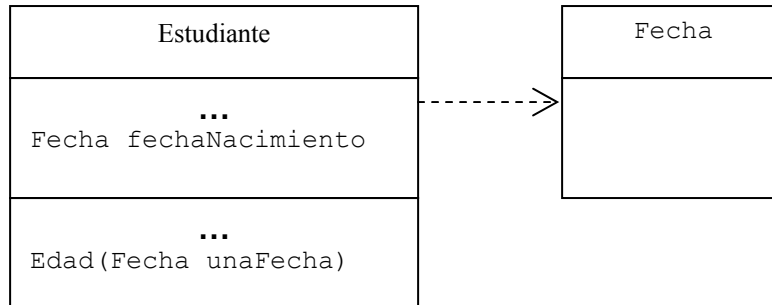 Estudiante
...
Fecha fechaNacimiento
...
Edad(Fecha unaFecha)
Fecha